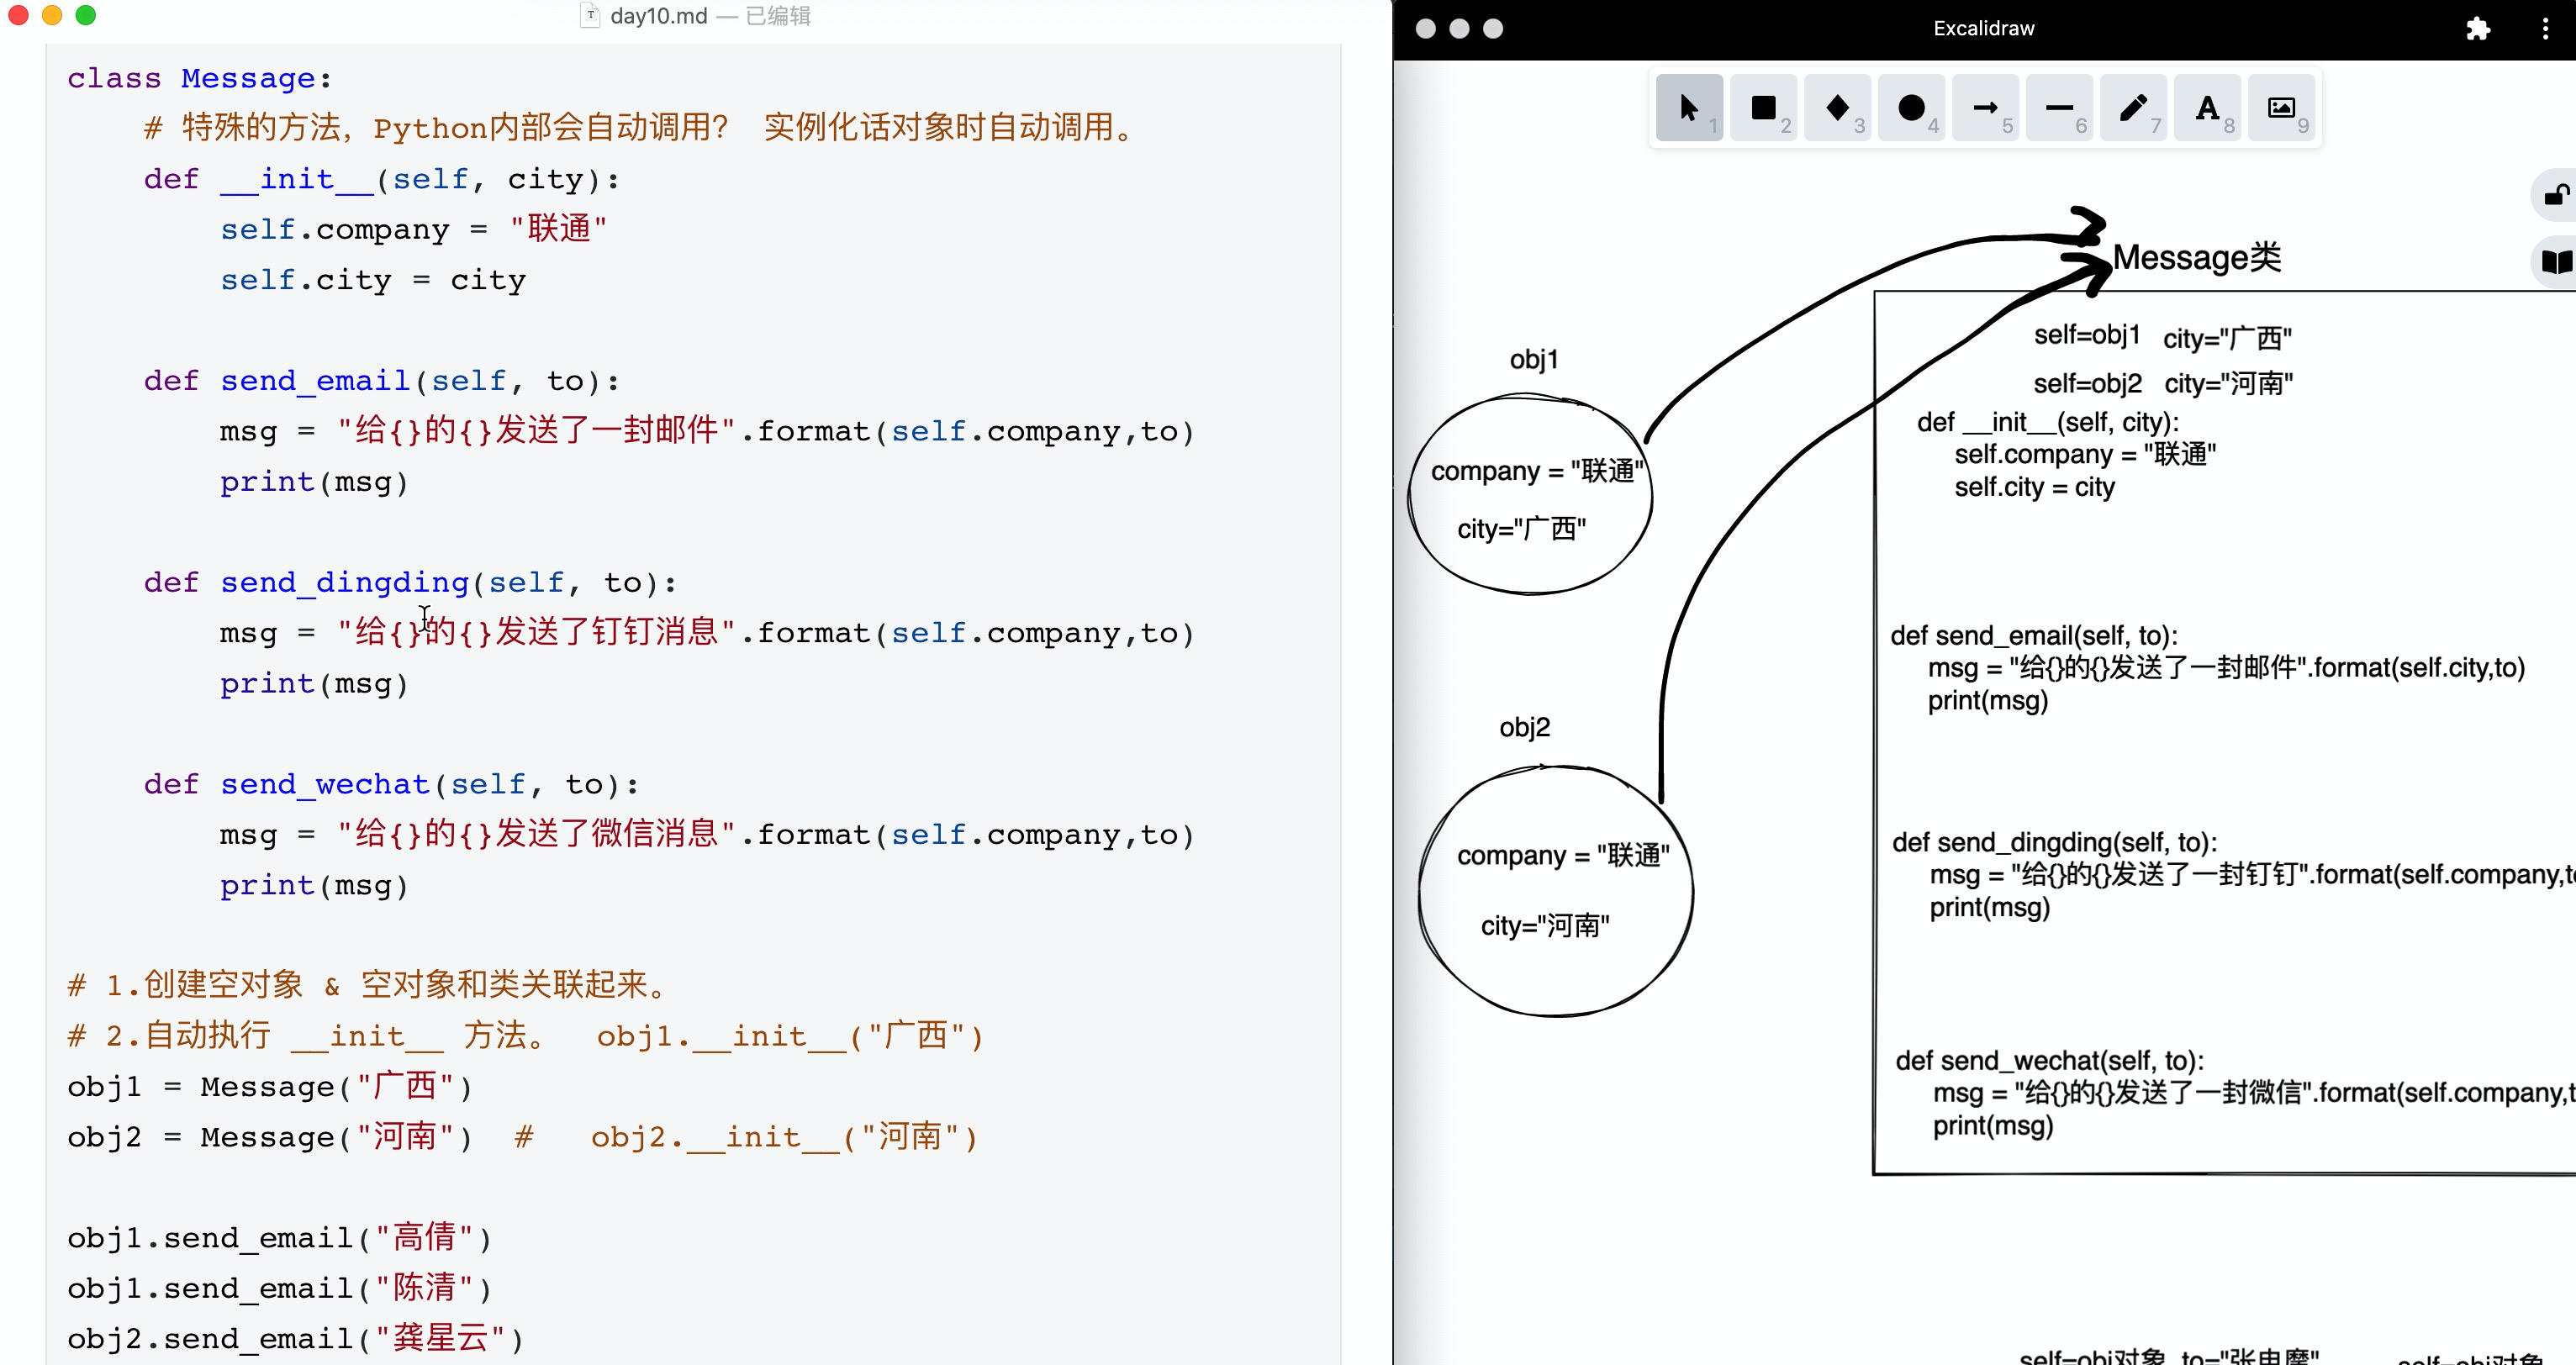 day10.md — 已编辑
class Message:
# 特殊的方法，Python内部会自动调用？ 实例化话对象时自动调用。
def __init__(self, city):
self.company = "联通"
self.city = city
def send_email(self, to):
msg = "给{}的{}发送了一封邮件".format(self.company,to)
print(msg)
def send_dingding(self, to):
msg = "给{}的{}发送了钉钉消息".format(self.company,to)
print(msg)
def send_wechat(self, to):
msg = "给{}的{}发送了微信消息".format(self.company,to)
print(msg)
# 1.创建空对象 & 空对象和类关联起来。
# 2.自动执行 __init__ 方法。 obj1.__init__("广西")
obj1 = Message("广西")
obj2 = Message("河南") # obj2.__init__("河南")
obj1.send_email("高倩")
obj1.send_email("陈清")
obj2.send_email("龚星云")
Excalidraw
1 2 3 4 5 6 7 A 8 9
Message类
self=obj1 city="广西"
self=obj2 city="河南"
def __init__(self, city):
self.company = "联通"
self.city = city
def send_email(self, to):
msg = "给{}的{}发送了一封邮件".format(self.city,to)
print(msg)
def send_dingding(self, to):
msg = "给{}的{}发送了一封钉钉".format(self.company,t
print(msg)
def send_wechat(self, to):
msg = "给{}的{}发送了一封微信".format(self.company,t
print(msg)
obj1
company = "联通"
city="广西"
obj2
company = "联通"
city="河南"
self=obj对象 to="张电摩"
self=obj对象